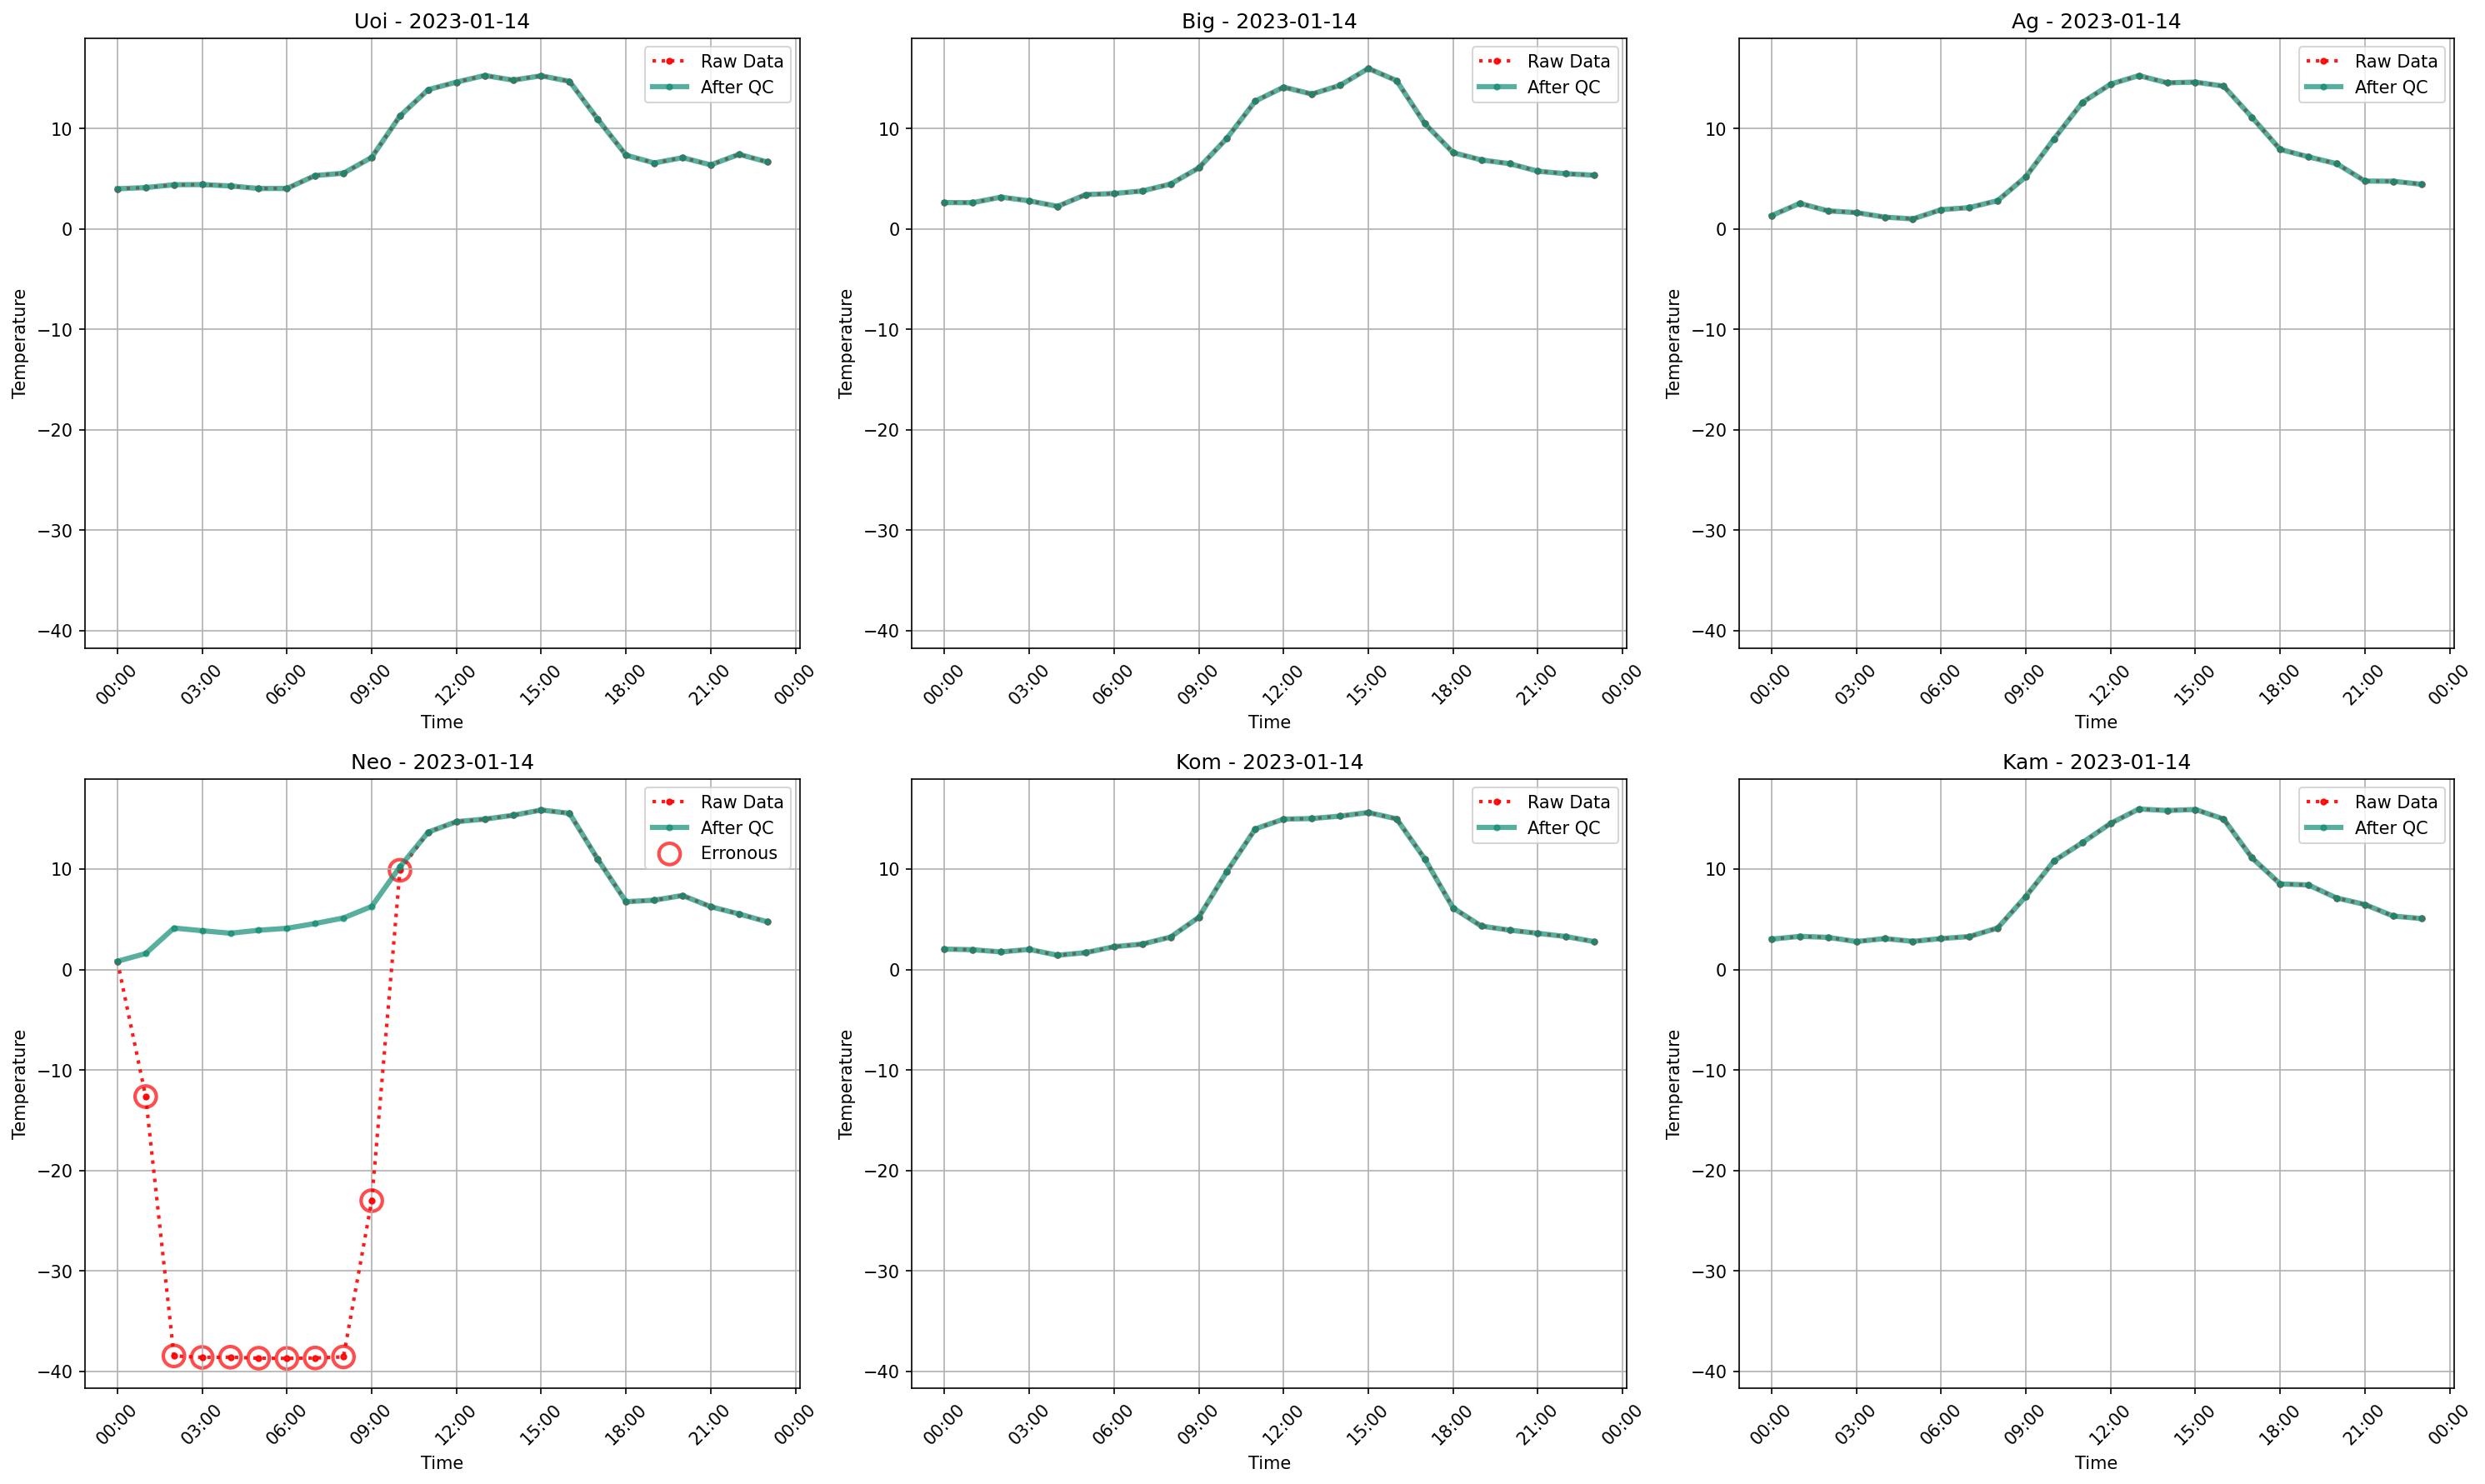 Uoi - 2023-01-14
Raw Data
After QC
Temperature
10
0
−10
−20
−30
−40
00:00 03:00 06:00 09:00 12:00 15:00 18:00 21:00 00:00
Time
Big - 2023-01-14
Raw Data
After QC
Temperature
10
0
−10
−20
−30
−40
00:00 03:00 06:00 09:00 12:00 15:00 18:00 21:00 00:00
Time
Ag - 2023-01-14
Raw Data
After QC
Temperature
10
0
−10
−20
−30
−40
00:00 03:00 06:00 09:00 12:00 15:00 18:00 21:00 00:00
Time
Neo - 2023-01-14
Raw Data
After QC
Erronous
Temperature
10
0
−10
−20
−30
−40
00:00 03:00 06:00 09:00 12:00 15:00 18:00 21:00 00:00
Time
Kom - 2023-01-14
Raw Data
After QC
Temperature
10
0
−10
−20
−30
−40
00:00 03:00 06:00 09:00 12:00 15:00 18:00 21:00 00:00
Time
Kam - 2023-01-14
Raw Data
After QC
Temperature
10
0
−10
−20
−30
−40
00:00 03:00 06:00 09:00 12:00 15:00 18:00 21:00 00:00
Time